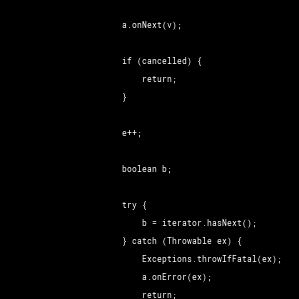 a.onNext(v);
if (cancelled) {
return;
}
e++;
boolean b;
try {
b = iterator.hasNext();
} catch (Throwable ex) {
Exceptions.throwIfFatal(ex);
a.onError(ex);
return;